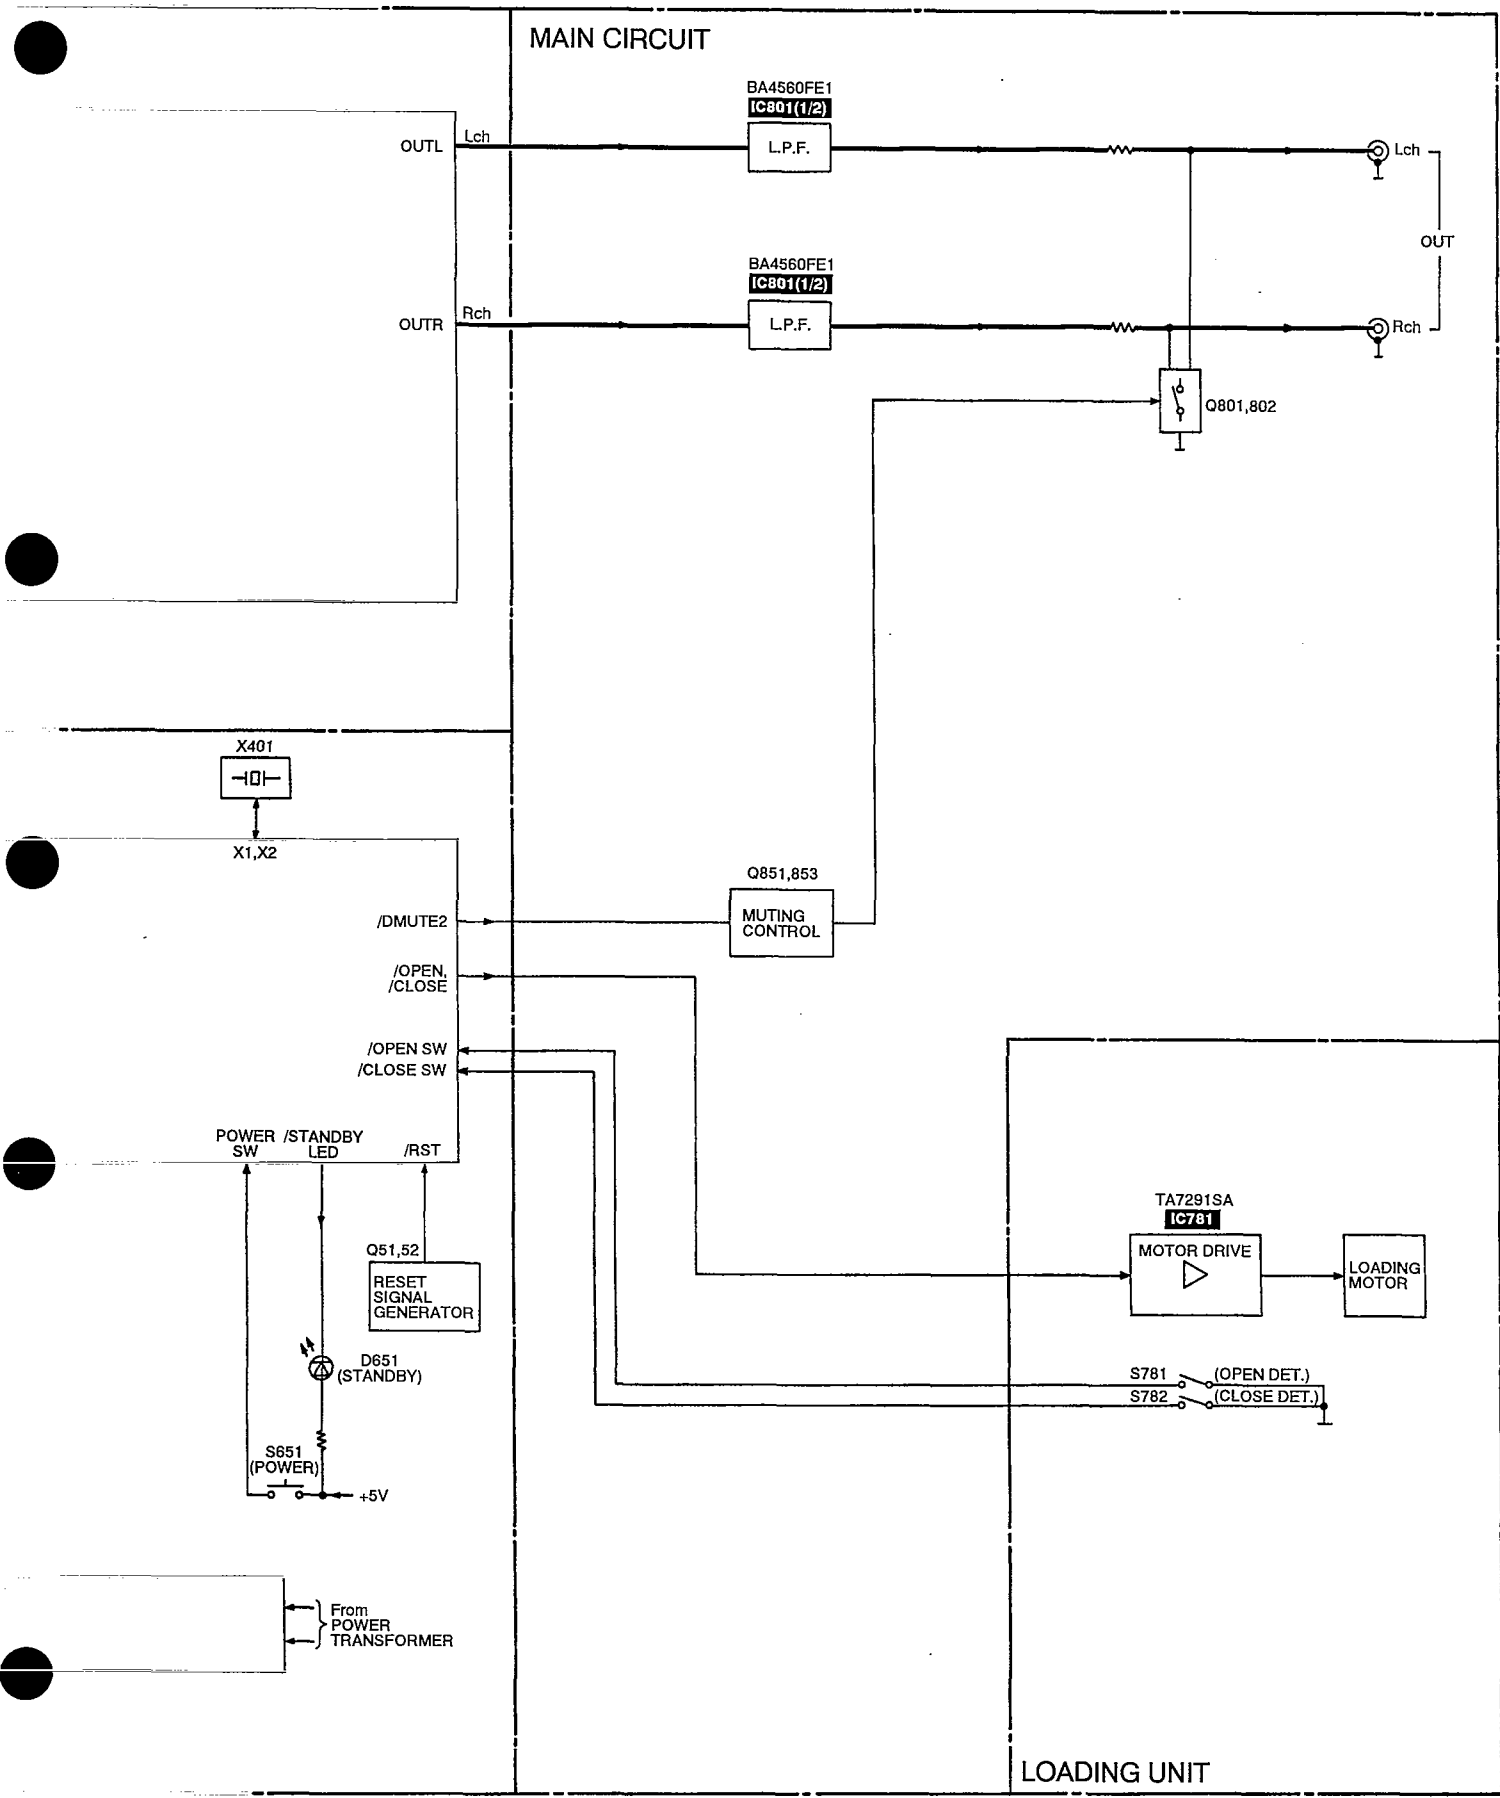 MAIN CIRCUIT
BA4560FE1
IC801(1/2)
L.P.F.
OUTL
Lch
Lch
OUT
BA4560FE1
IC801(1/2)
L.P.F.
OUTR
Rch
Rch
Q801,802
X401
X1,X2
Q851,853
MUTING
CONTROL
/DMUTE2
/OPEN,
/CLOSE
/OPEN SW
/CLOSE SW
POWER
SW
/STANDBY
LED
/RST
TA7291SA
IC781
MOTOR DRIVE
LOADING
MOTOR
Q51,52
RESET
SIGNAL
GENERATOR
D651
(STANDBY)
S781
(OPEN DET.)
S782
(CLOSE DET.)
S651
(POWER)
+5V
From
POWER
TRANSFORMER
LOADING UNIT